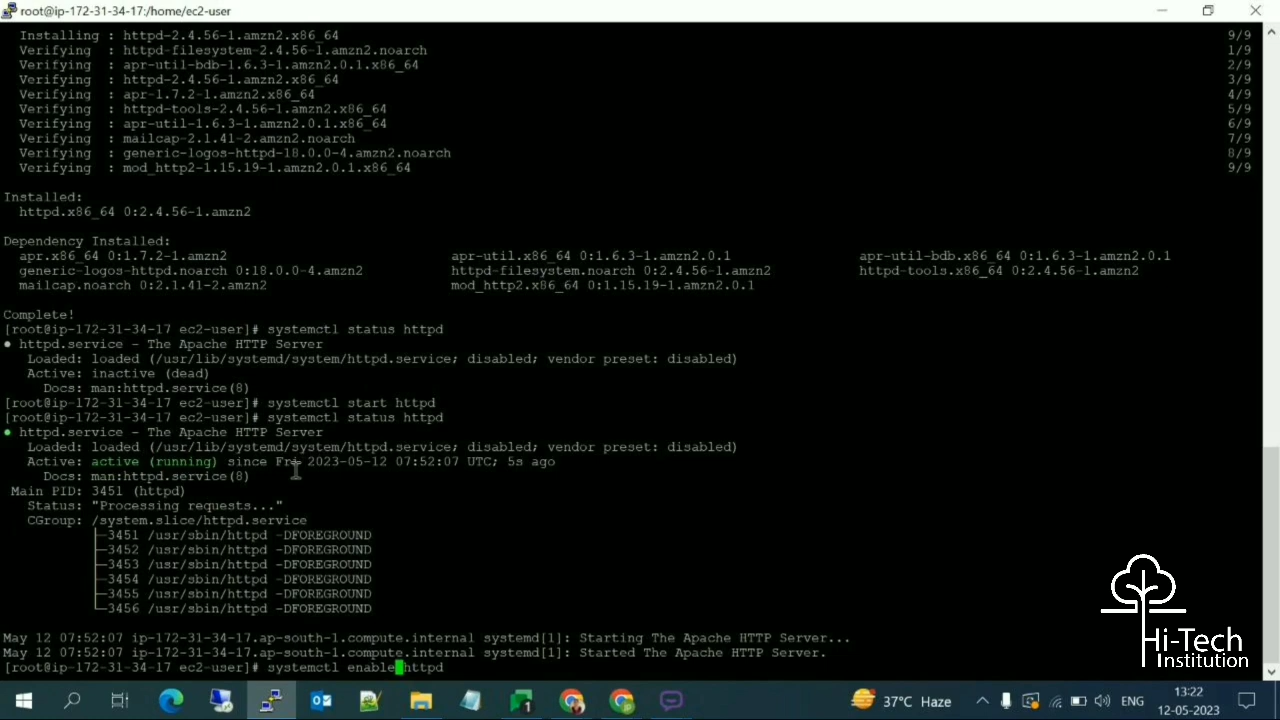 root@ip-172-31-34-17:/home/ec2-user
Installing : httpd-2.4.56-1.amzn2.x86_64 9/9
Verifying : httpd-filesystem-2.4.56-1.amzn2.noarch 1/9
Verifying : apr-util-bdb-1.6.3-1.amzn2.0.1.x86_64 2/9
Verifying : httpd-2.4.56-1.amzn2.x86_64 3/9
Verifying : apr-1.7.2-1.amzn2.x86_64 4/9
Verifying : httpd-tools-2.4.56-1.amzn2.x86_64 5/9
Verifying : apr-util-1.6.3-1.amzn2.0.1.x86_64 6/9
Verifying : mailcap-2.1.41-2.amzn2.noarch 7/9
Verifying : generic-logos-httpd-18.0.0-4.amzn2.noarch 8/9
Verifying : mod_http2-1.15.19-1.amzn2.0.1.x86_64 9/9
Installed:
httpd.x86_64 0:2.4.56-1.amzn2
Dependency Installed:
apr.x86_64 0:1.7.2-1.amzn2 apr-util.x86_64 0:1.6.3-1.amzn2.0.1 apr-util-bdb.x86_64 0:1.6.3-1.amzn2.0.1
generic-logos-httpd.noarch 0:18.0.0-4.amzn2 httpd-filesystem.noarch 0:2.4.56-1.amzn2 httpd-tools.x86_64 0:2.4.56-1.amzn2
mailcap.noarch 0:2.1.41-2.amzn2 mod_http2.x86_64 0:1.15.19-1.amzn2.0.1
Complete!
[root@ip-172-31-34-17 ec2-user]# systemctl status httpd
● httpd.service - The Apache HTTP Server
Loaded: loaded (/usr/lib/systemd/system/httpd.service; disabled; vendor preset: disabled)
Active: inactive (dead)
Docs: man:httpd.service(8)
[root@ip-172-31-34-17 ec2-user]# systemctl start httpd
[root@ip-172-31-34-17 ec2-user]# systemctl status httpd
● httpd.service - The Apache HTTP Server
Loaded: loaded (/usr/lib/systemd/system/httpd.service; disabled; vendor preset: disabled)
Active: active (running) since Fri 2023-05-12 07:52:07 UTC; 5s ago
Docs: man:httpd.service(8)
Main PID: 3451 (httpd)
Status: "Processing requests..."
CGroup: /system.slice/httpd.service
├─3451 /usr/sbin/httpd -DFOREGROUND
├─3452 /usr/sbin/httpd -DFOREGROUND
├─3453 /usr/sbin/httpd -DFOREGROUND
├─3454 /usr/sbin/httpd -DFOREGROUND
├─3455 /usr/sbin/httpd -DFOREGROUND
└─3456 /usr/sbin/httpd -DFOREGROUND
May 12 07:52:07 ip-172-31-34-17.ap-south-1.compute.internal systemd[1]: Starting The Apache HTTP Server...
May 12 07:52:07 ip-172-31-34-17.ap-south-1.compute.internal systemd[1]: Started The Apache HTTP Server.
[root@ip-172-31-34-17 ec2-user]# systemctl enable httpd
Hi-Tech
Institution
1
37°C Haze
ENG
13:22
12-05-2023